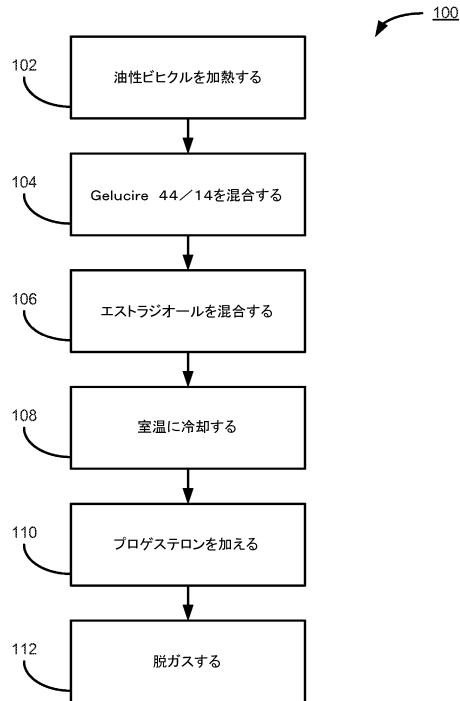 100
102
油性ビヒクルを加熱する
104
Gelucire 44／14を混合する
106
エストラジオールを混合する
108
室温に冷却する
110
プロゲステロンを加える
112
脱ガスする